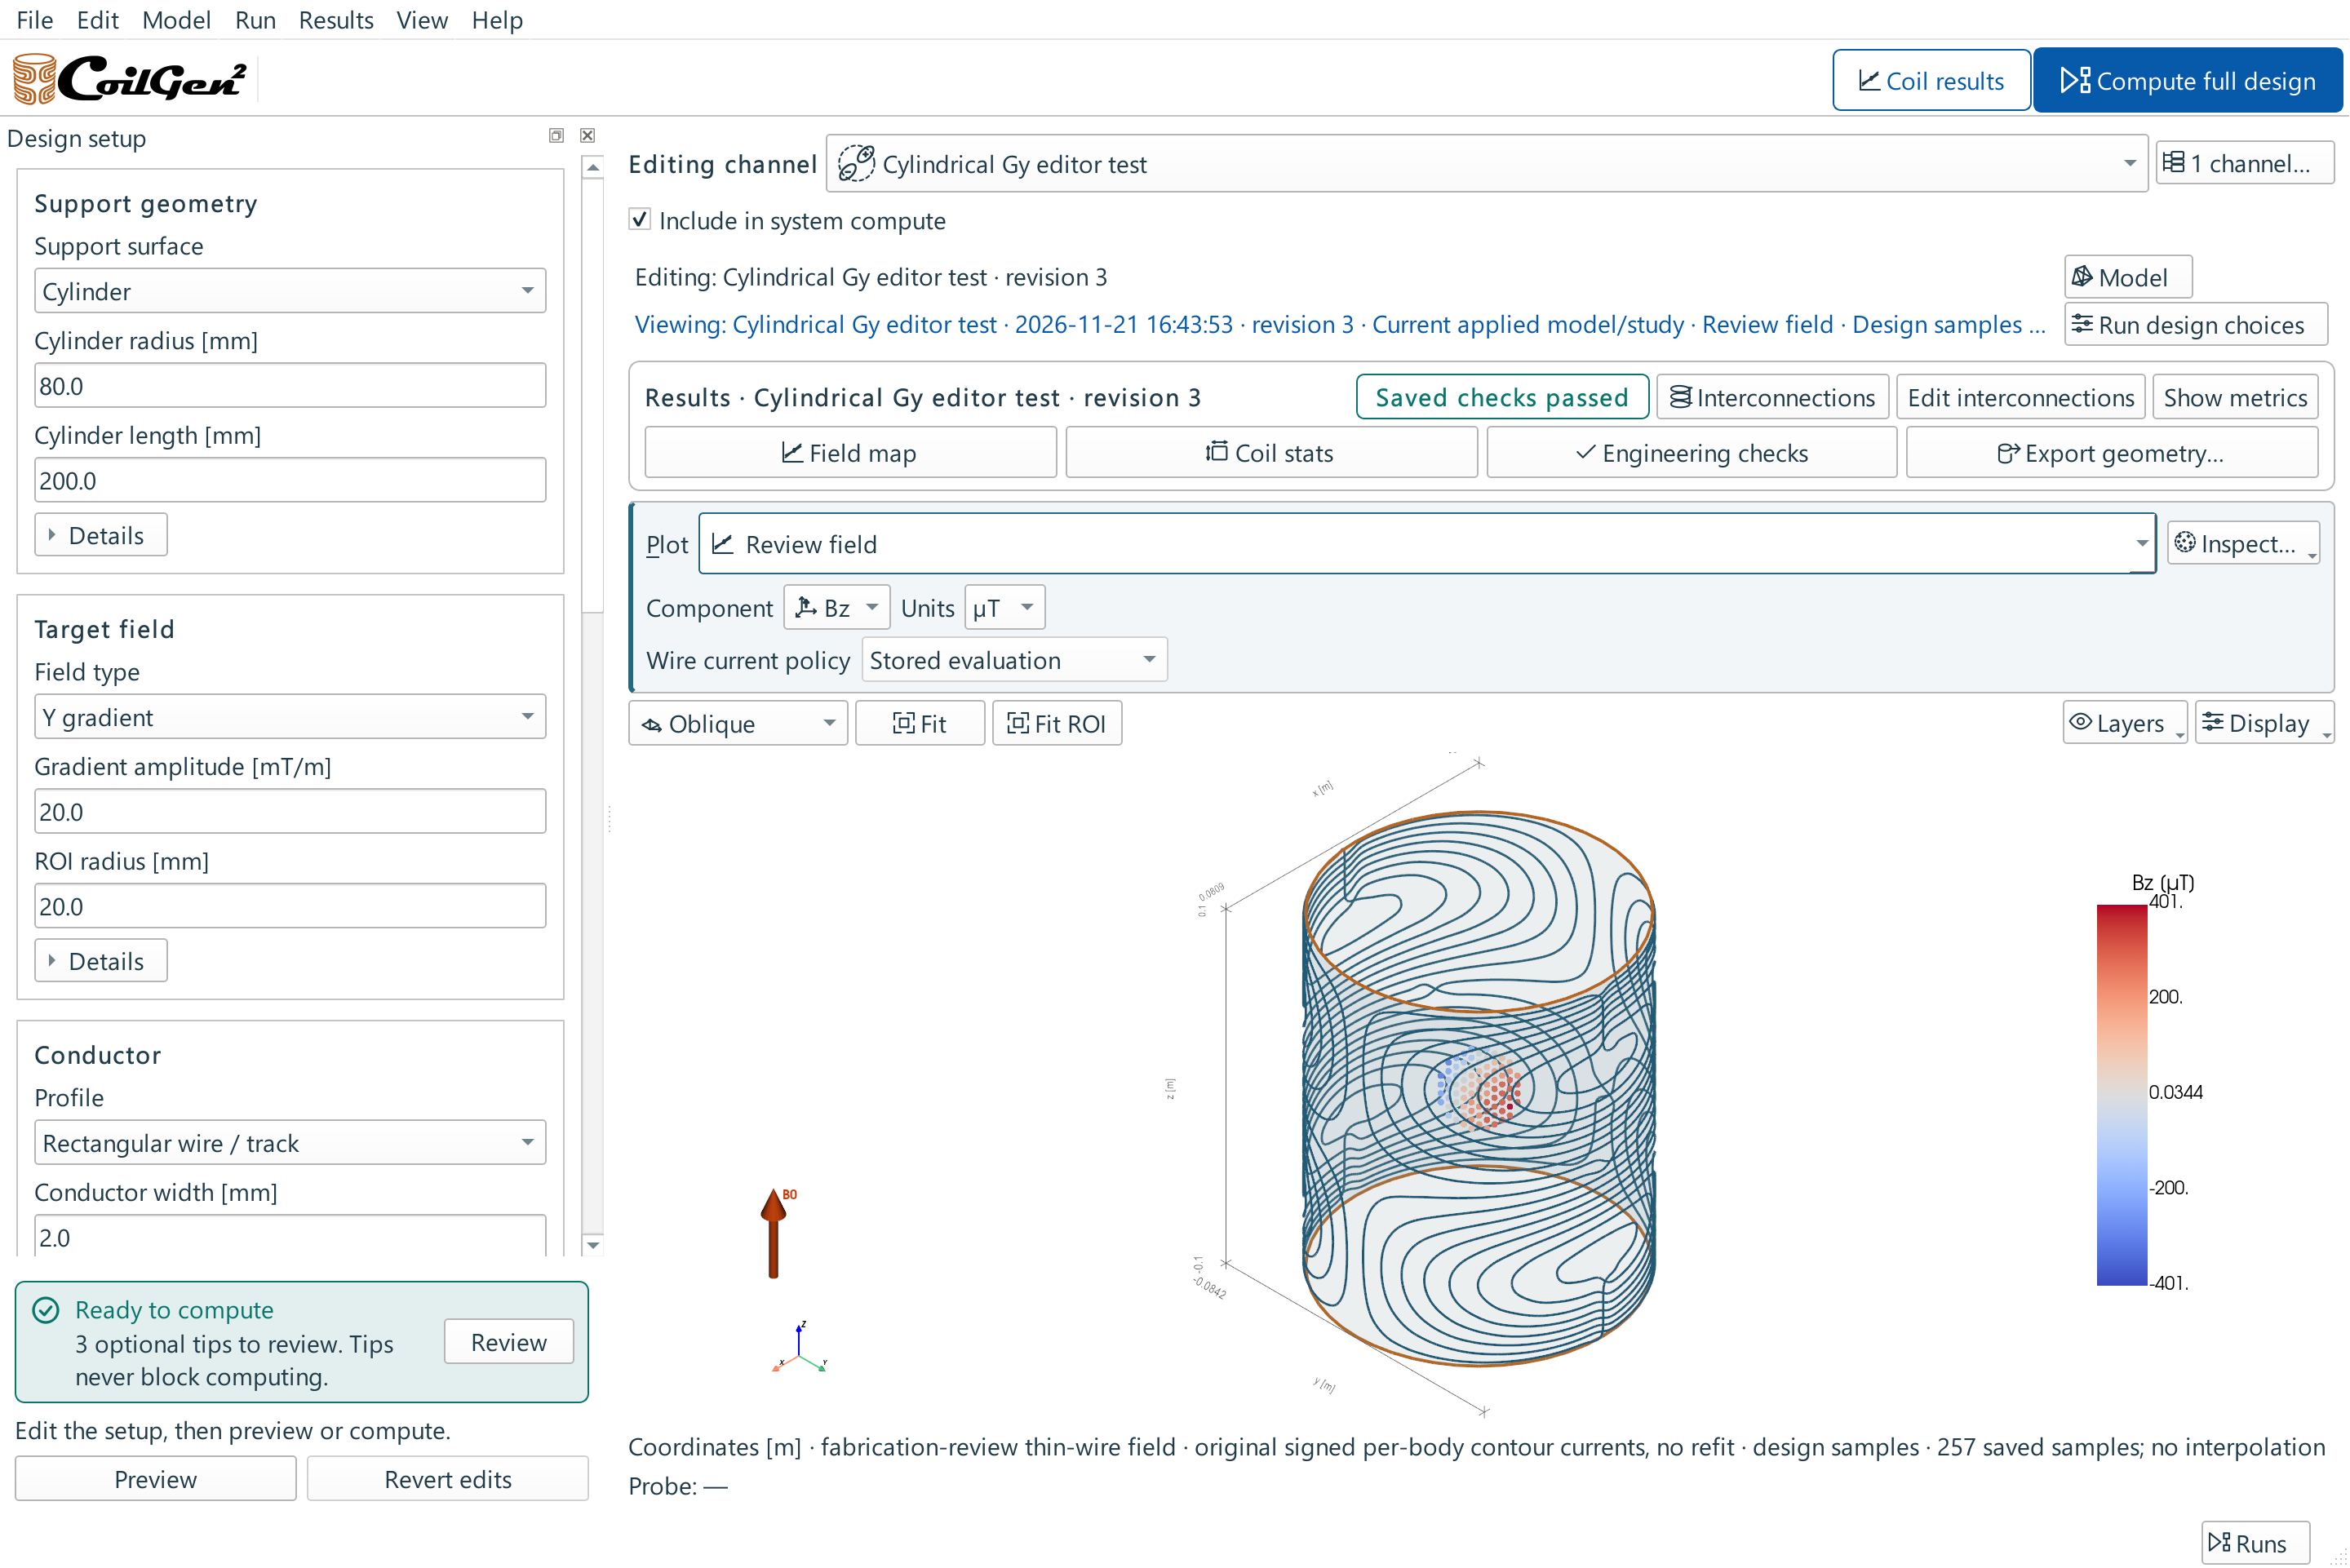 File Edit Model Run Results View Help
CoilGen²
Coil results
Compute full design
Design setup
Support geometry
Support surface
Cylinder
Cylinder radius [mm]
80.0
Cylinder length [mm]
200.0
Details
Target field
Field type
Y gradient
Gradient amplitude [mT/m]
20.0
ROI radius [mm]
20.0
Details
Conductor
Profile
Rectangular wire / track
Conductor width [mm]
2.0
Ready to compute
3 optional tips to review. Tips
never block computing.
Review
Edit the setup, then preview or compute.
Preview
Revert edits
Editing channel
Cylindrical Gy editor test
1 channel...
Include in system compute
Editing: Cylindrical Gy editor test · revision 3
Model
Viewing: Cylindrical Gy editor test · 2026-11-21 16:43:53 · revision 3 · Current applied model/study · Review field · Design samples ...
Run design choices
Results · Cylindrical Gy editor test · revision 3
Saved checks passed
Interconnections
Edit interconnections
Show metrics
Field map
Coil stats
Engineering checks
Export geometry...
Plot
Review field
Inspect...
Component
Bz
Units
µT
Wire current policy
Stored evaluation
Oblique
Fit
Fit ROI
Layers
Display
x [m]
0.0809
0.1
z [m]
-0.1
-0.0842
y [m]
B0
z
x
Y
Bz (µT)
401.
200.
0.0344
-200.
-401.
Coordinates [m] · fabrication-review thin-wire field · original signed per-body contour currents, no refit · design samples · 257 saved samples; no interpolation
Probe: —
Runs